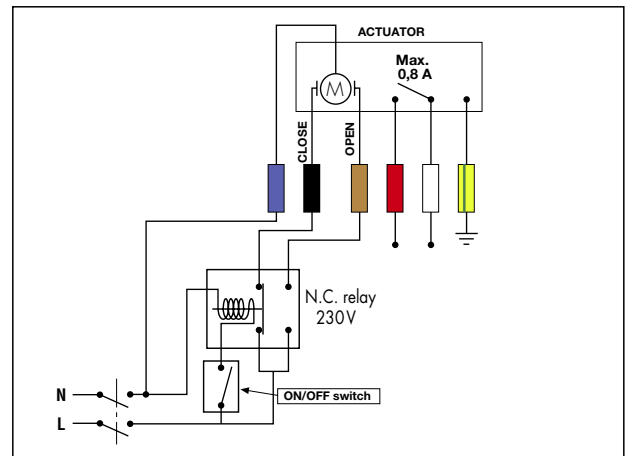 ACTUATOR
Max.
0,8 A
M
CLOSE
OPEN
N.C. relay
230V
N
ON/OFF switch
L